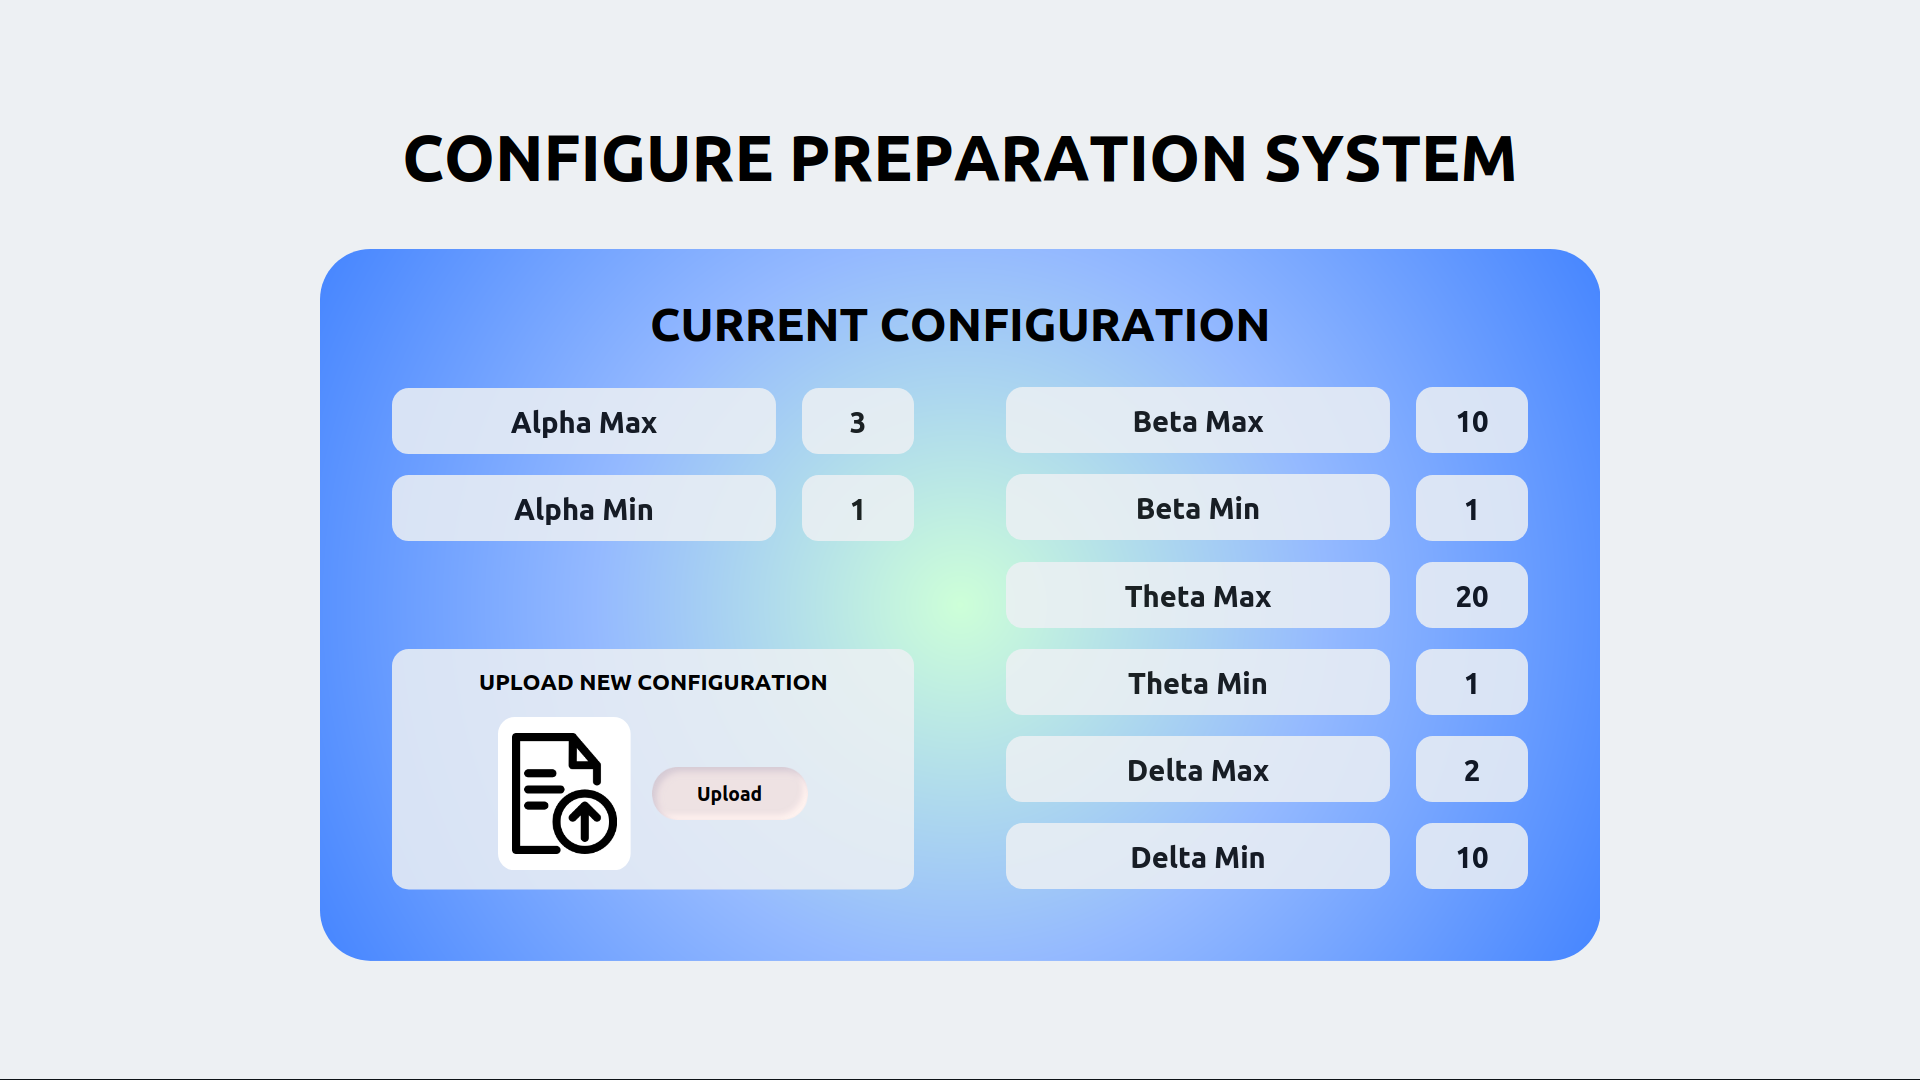 CONFIGURE PREPARATION SYSTEM
CURRENT CONFIGURATION
Alpha Max 3
Alpha Min 1
UPLOAD NEW CONFIGURATION
Upload
Beta Max 10
Beta Min 1
Theta Max 20
Theta Min 1
Delta Max 2
Delta Min 10